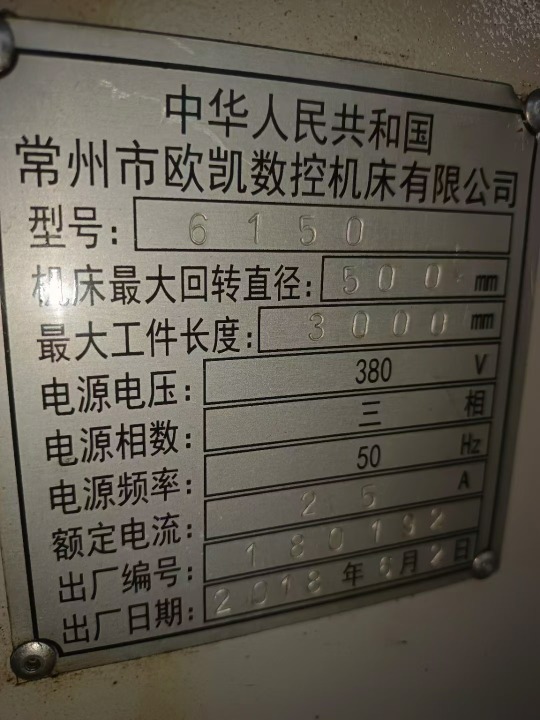 中华人民共和国
常州市欧凯数控机床有限公司
型号: 6150
机床最大回转直径: 500 mm
最大工件长度: 3000 mm
电源电压: 380 V
电源相数: 三 相
电源频率: 50 Hz
额定电流: 25 A
出厂编号: 180182
出厂日期: 2018 年 6 月 2 日